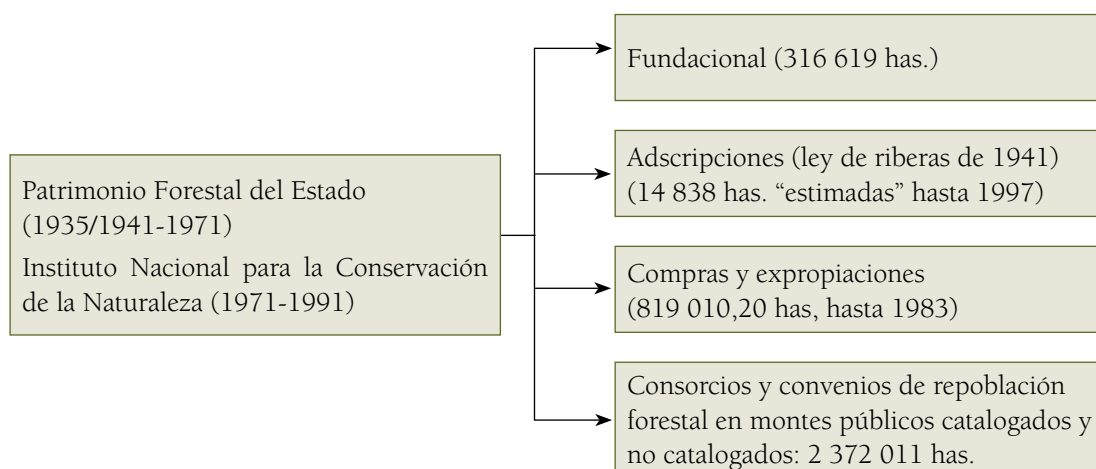 Patrimonio Forestal del Estado
(1935/1941-1971)
Instituto Nacional para la Conservación
de la Naturaleza (1971-1991)
Fundacional (316 619 has.)
Adscripciones (ley de riberas de 1941)
(14 838 has. “estimadas” hasta 1997)
Compras y expropiaciones
(819 010,20 has, hasta 1983)
Consorcios y convenios de repoblación
forestal en montes públicos catalogados y
no catalogados: 2 372 011 has.